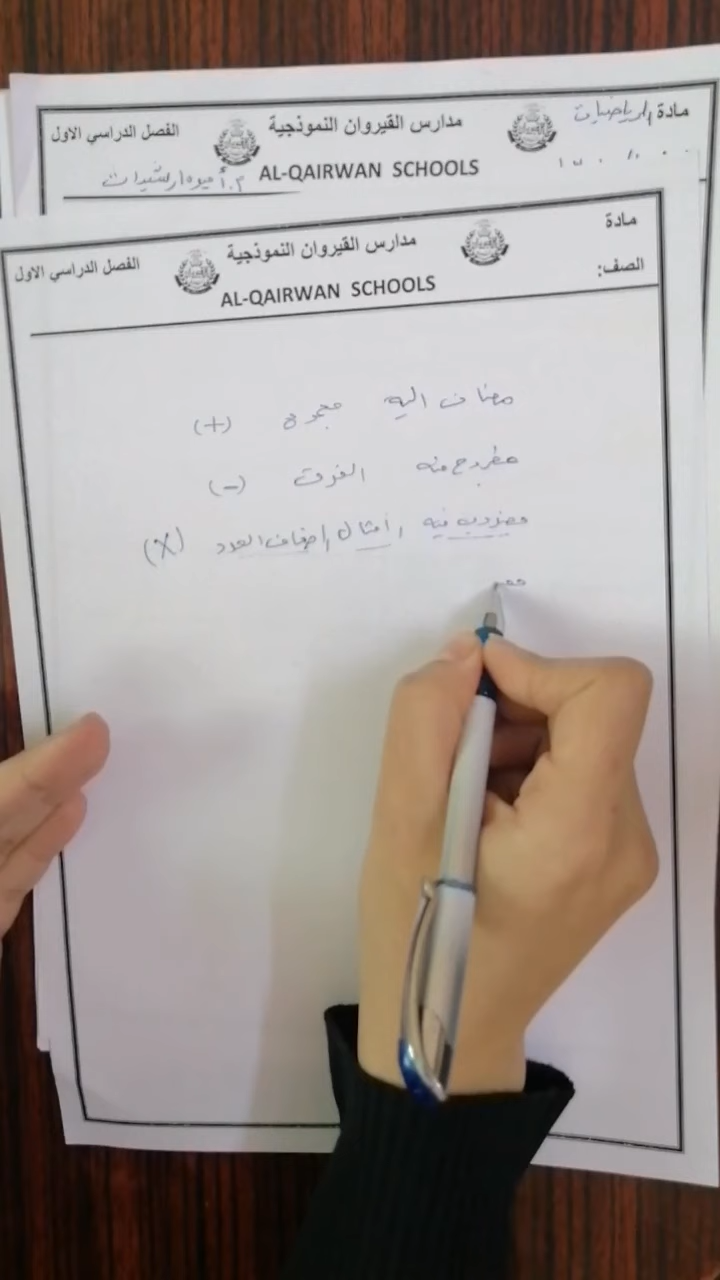 مادة الرياضيات مدارس القيروان النموذجية الفصل الدراسي الاول
AL-QAIRWAN SCHOOLS
مادة مدارس القيروان النموذجية الفصل الدراسي الاول
الصف: AL-QAIRWAN SCHOOLS
مضاف اليه مجموع (+)
مطروح منه الفرق (-)
مضروب فيه , أمثال , اضعاف العدد (X)